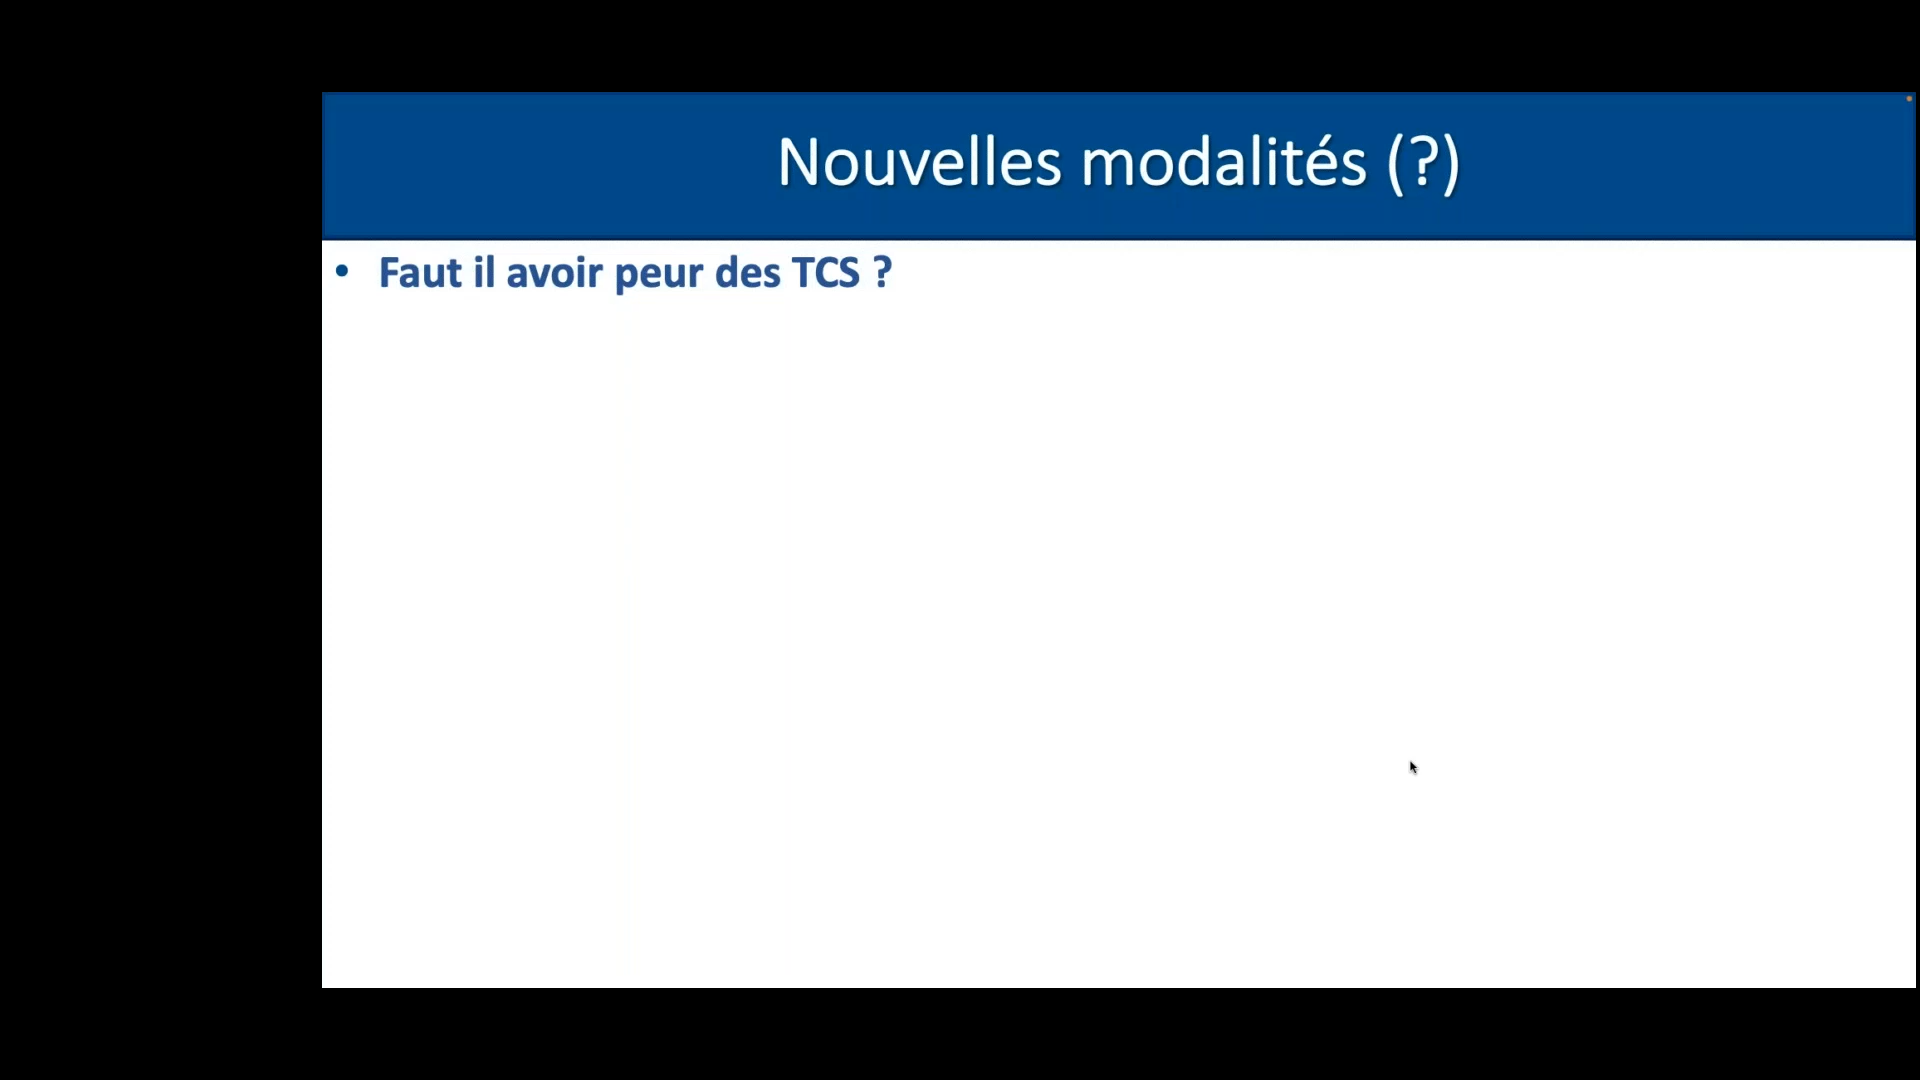 Nouvelles modalités (?)
• Faut il avoir peur des TCS ?